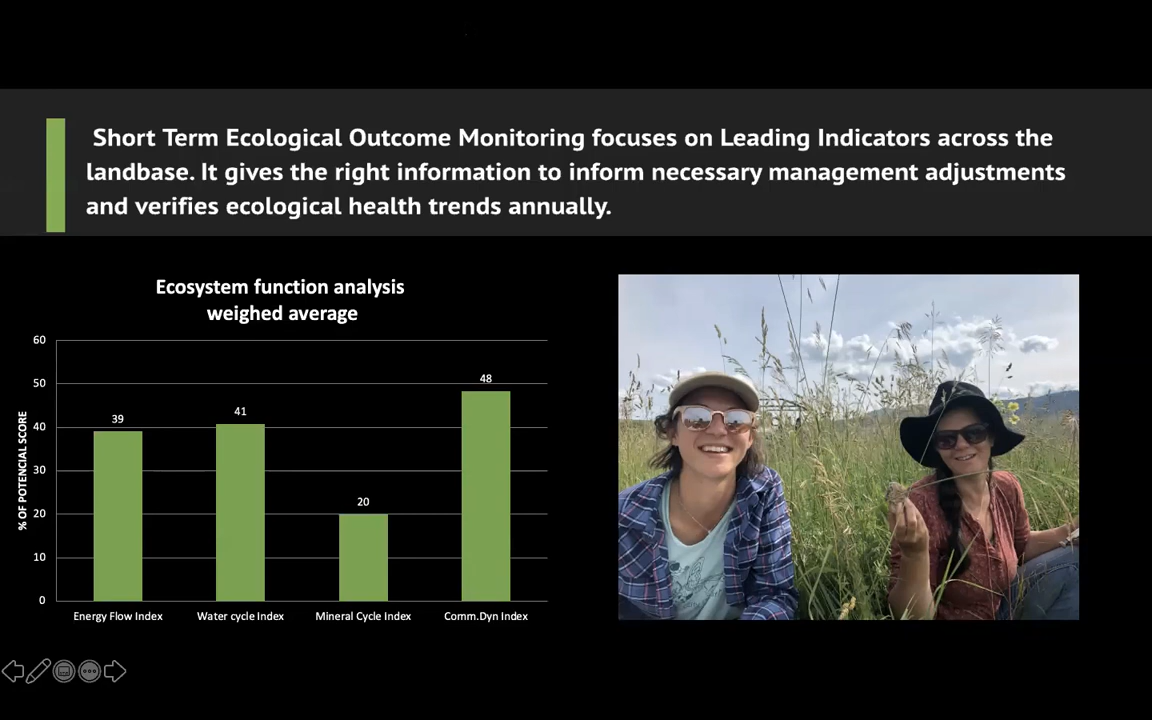 Short Term Ecological Outcome Monitoring focuses on Leading Indicators across the
landbase. It gives the right information to inform necessary management adjustments
and verifies ecological health trends annually.
Ecosystem function analysis
weighed average
% OF POTENCIAL SCORE
60
50
40
30
20
10
0
39
41
20
48
Energy Flow Index
Water cycle Index
Mineral Cycle Index
Comm.Dyn Index